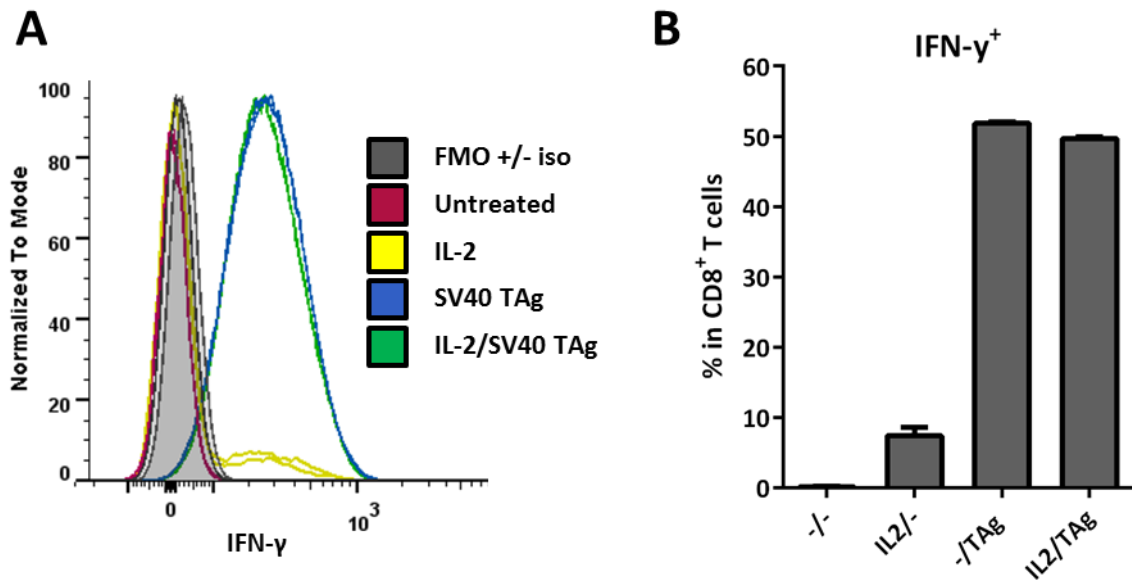 A
100
80
60
40
20
0
Normalized To Mode
0
10³
IFN-γ
FMO +/- iso
Untreated
IL-2
SV40 TAg
IL-2/SV40 TAg
B
IFN-y⁺
60
50
40
30
20
10
0
% in CD8⁺ T cells
-/-
IL2/-
-/TAg
IL2/TAg